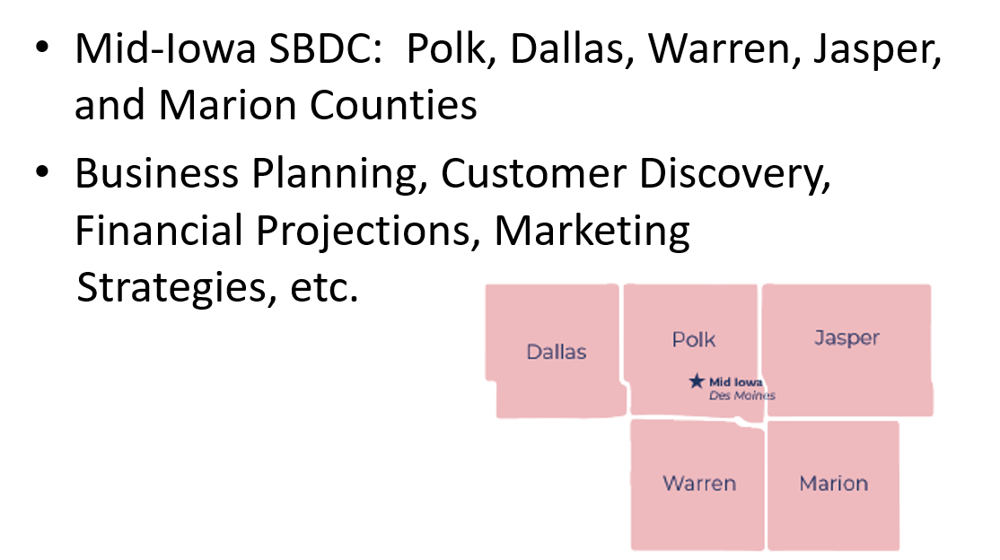 • Mid-Iowa SBDC:  Polk, Dallas, Warren, Jasper,
and Marion Counties
• Business Planning, Customer Discovery,
Financial Projections, Marketing
Strategies, etc.
Dallas
Polk
Jasper
★ Mid Iowa
Des Moines
Warren
Marion